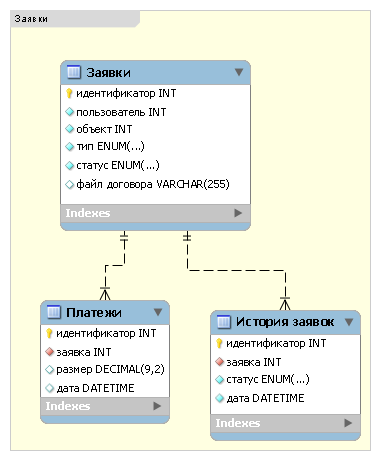 Заявки
Заявки
идентификатор INT
пользователь INT
объект INT
тип ENUM(...)
статус ENUM(...)
файл договора VARCHAR(255)
Indexes
Платежи
идентификатор INT
заявка INT
размер DECIMAL(9,2)
дата DATETIME
Indexes
История заявок
идентификатор INT
заявка INT
статус ENUM(...)
дата DATETIME
Indexes